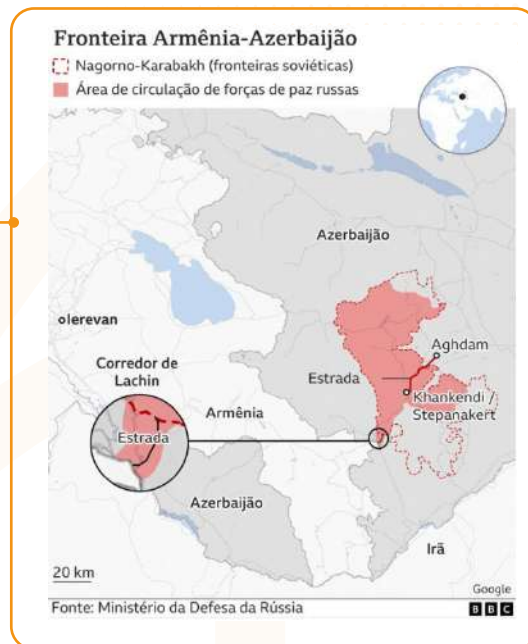 Fronteira Armênia-Azerbaijão
Nagorno-Karabakh (fronteiras soviéticas)
Área de circulação de forças de paz russas
Azerbaijão
Ierevan
Aghdam
Corredor de
Lachin
Estrada
Khankendi /
Stepanakert
Armênia
Estrada
Azerbaijão
Irã
20 km
Google
Fonte: Ministério da Defesa da Rússia
BBC